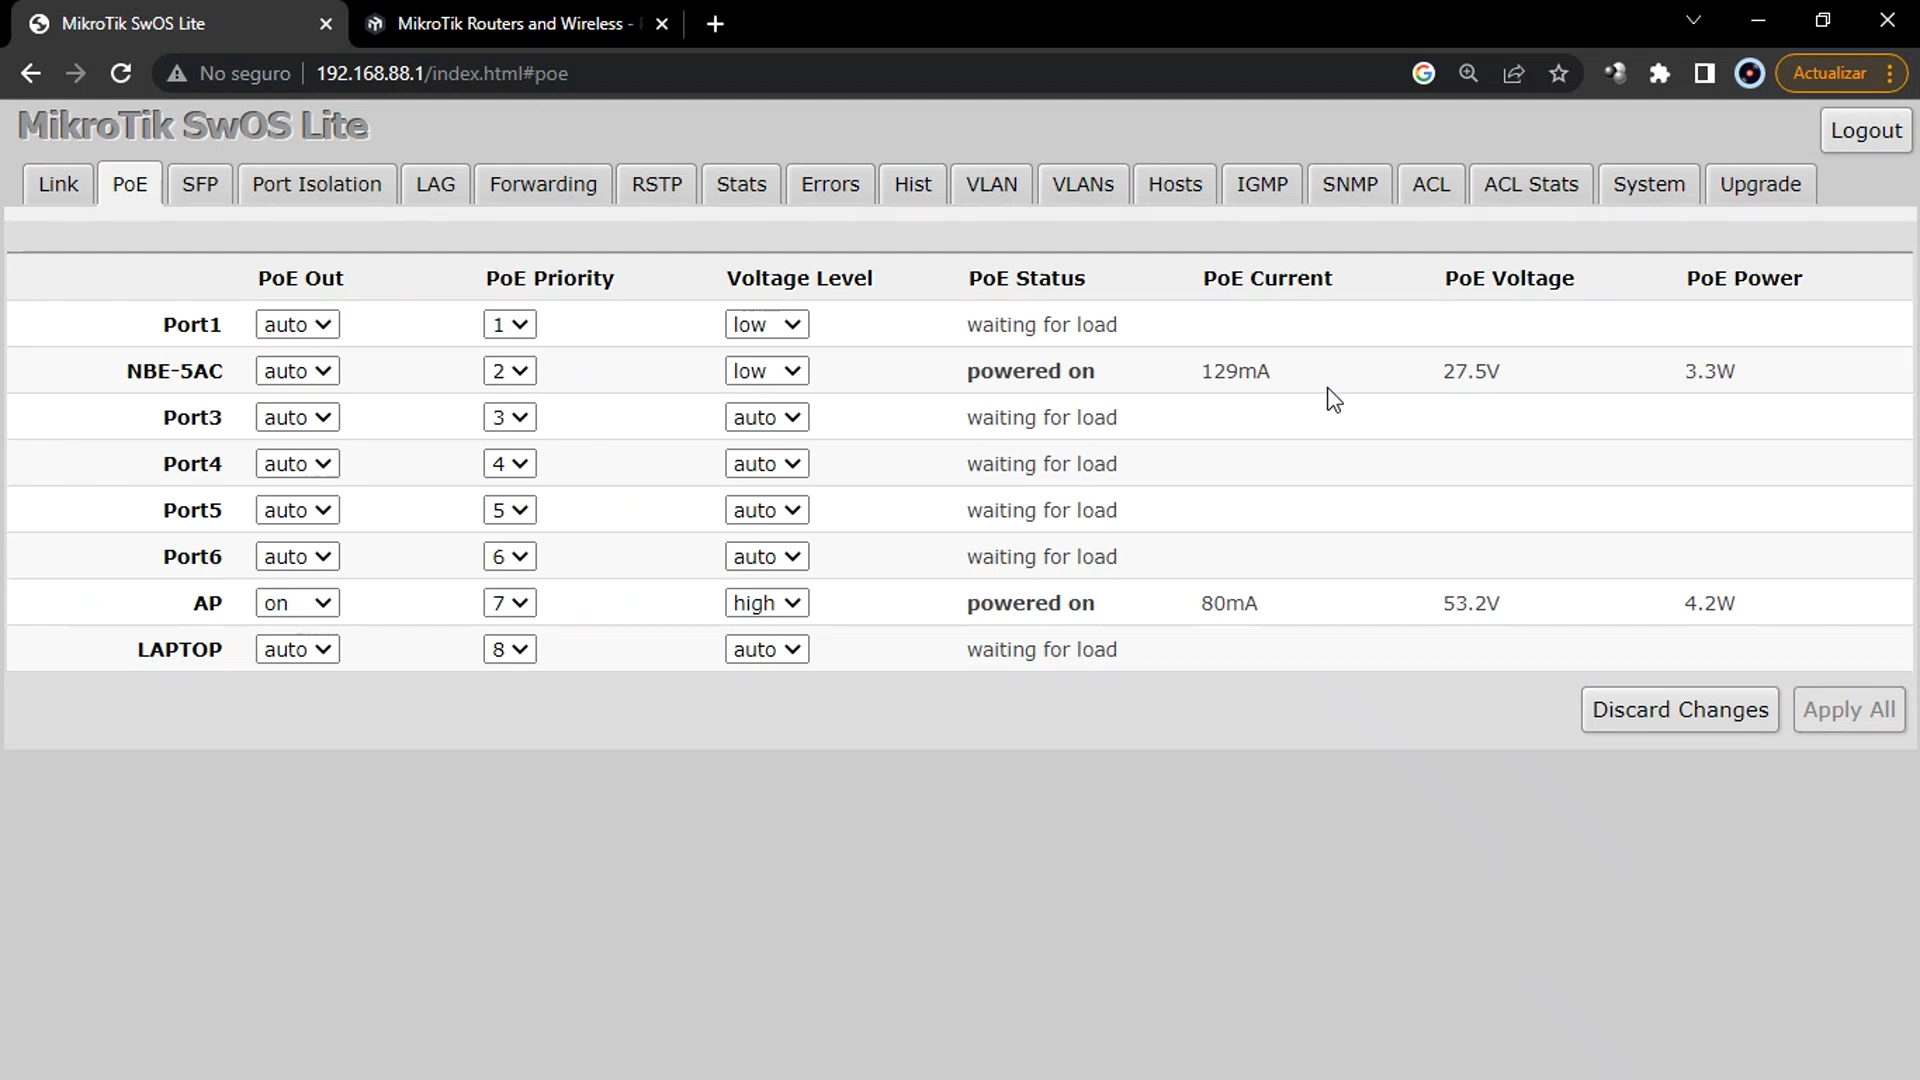 MikroTik SwOS Lite
MikroTik Routers and Wireless -
No seguro 192.168.88.1/index.html#poe Actualizar
MikroTik SwOS Lite
Logout
Link PoE SFP Port Isolation LAG Forwarding RSTP Stats Errors Hist VLAN VLANs Hosts IGMP SNMP ACL ACL Stats System Upgrade
PoE Out PoE Priority Voltage Level PoE Status PoE Current PoE Voltage PoE Power
Port1 auto 1 low waiting for load
NBE-5AC auto 2 low powered on 129mA 27.5V 3.3W
Port3 auto 3 auto waiting for load
Port4 auto 4 auto waiting for load
Port5 auto 5 auto waiting for load
Port6 auto 6 auto waiting for load
AP on 7 high powered on 80mA 53.2V 4.2W
LAPTOP auto 8 auto waiting for load
Discard Changes Apply All